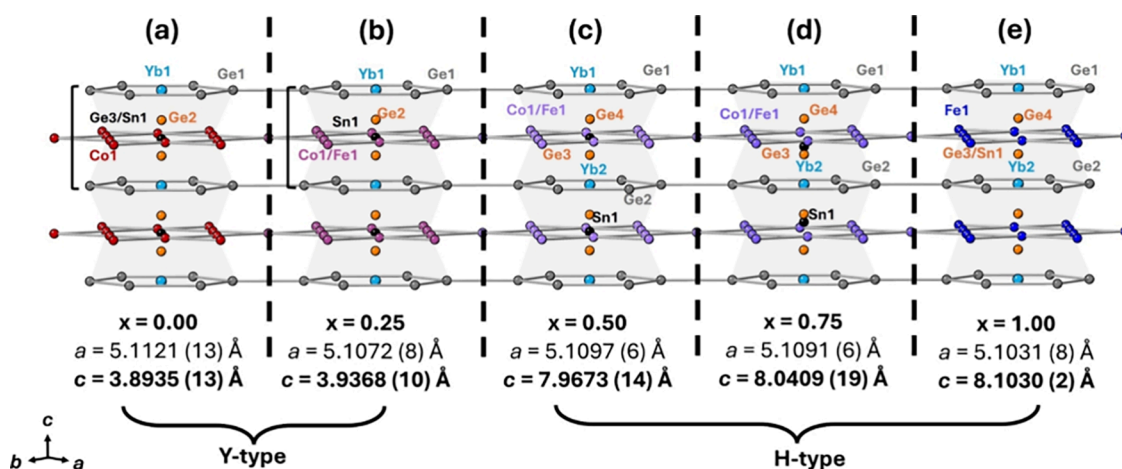 (a) (b) (c) (d) (e)
Yb1 Ge1 Yb1 Ge1 Yb1 Ge1 Yb1 Ge1 Yb1 Ge1
Ge3/Sn1 Ge2 Sn1 Ge2 Co1/Fe1 Ge4 Co1/Fe1 Ge4 Fe1 Ge4
Co1 Co1/Fe1 Ge3 Ge3 Ge3/Sn1
Yb2 Yb2 Ge2 Yb2 Ge2
Ge2
Sn1 Sn1
x = 0.00 x = 0.25 x = 0.50 x = 0.75 x = 1.00
a = 5.1121 (13) Å a = 5.1072 (8) Å a = 5.1097 (6) Å a = 5.1091 (6) Å a = 5.1031 (8) Å
c = 3.8935 (13) Å c = 3.9368 (10) Å c = 7.9673 (14) Å c = 8.0409 (19) Å c = 8.1030 (2) Å
c
b a
Y-type H-type